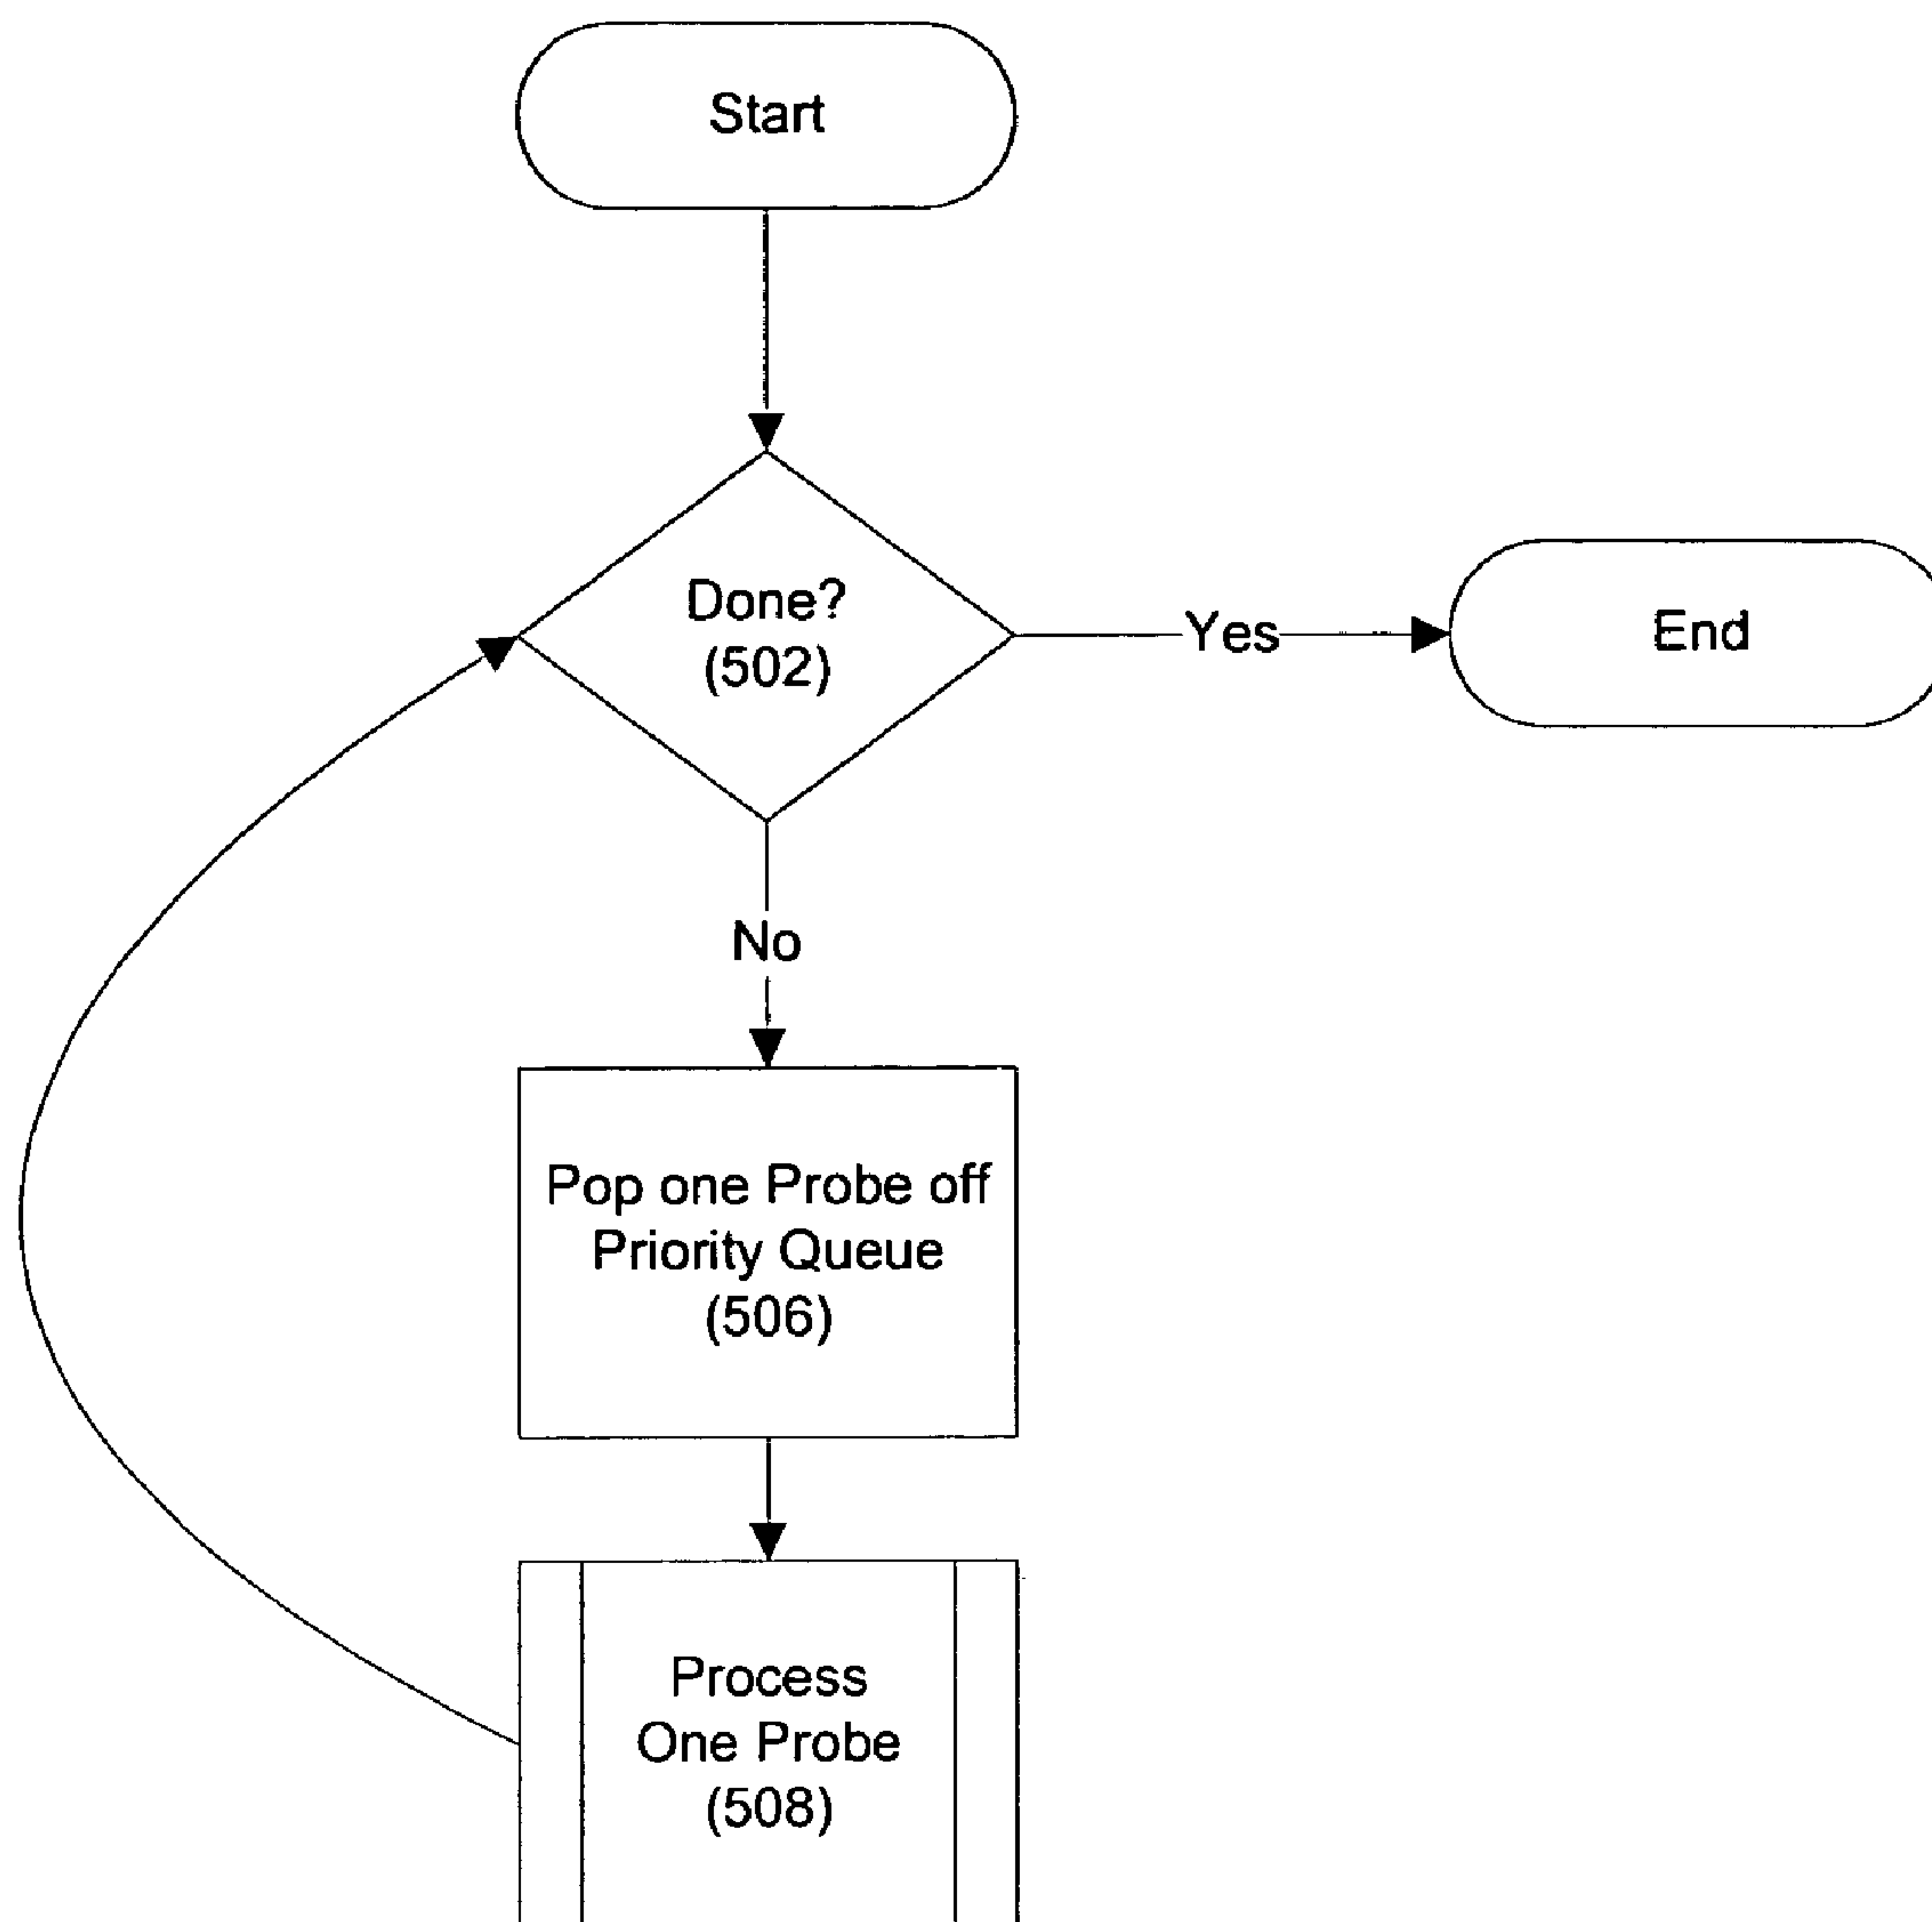 Start
Done?
(502)
Yes
End
No
Pop one Probe off
Priority Queue
(506)
Process
One Probe
(508)